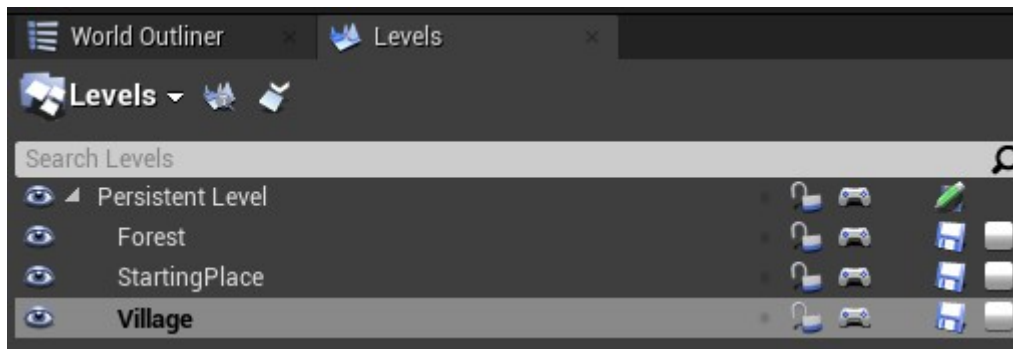 World Outliner
Levels
Levels
Search Levels
Persistent Level
Forest
StartingPlace
Village